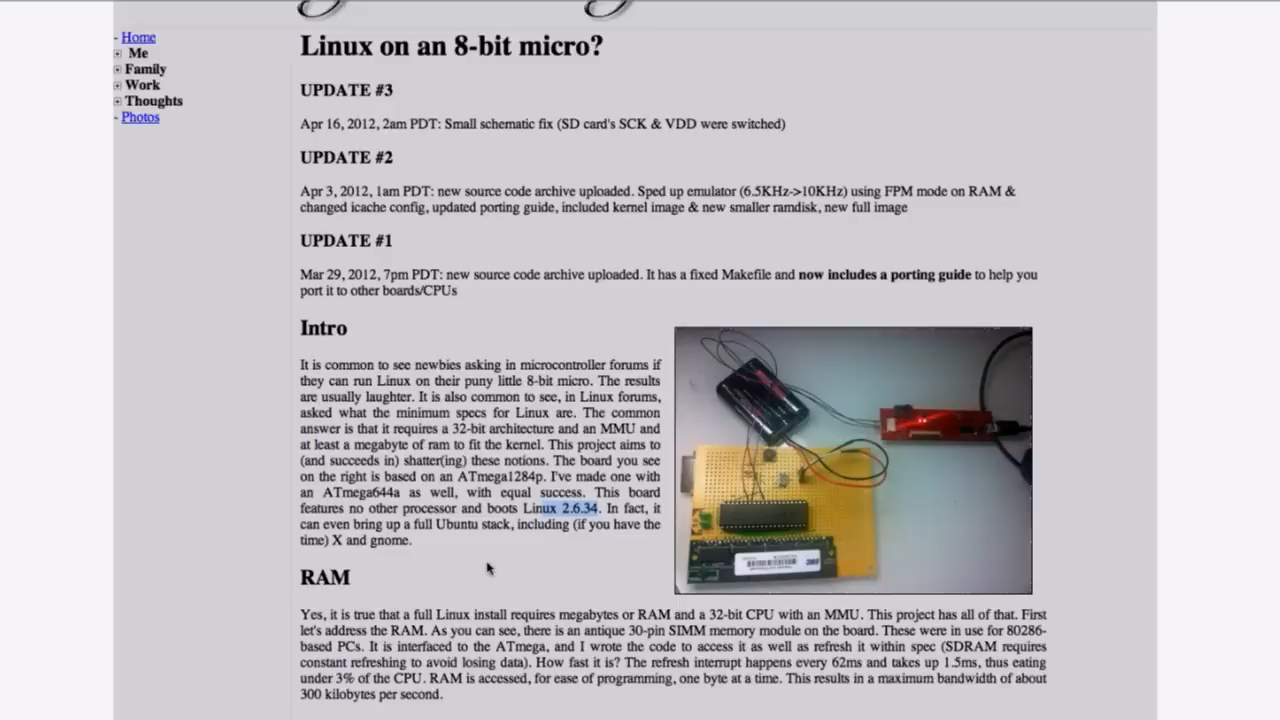 - Home
Me
Family
Work
Thoughts
- Photos
Linux on an 8-bit micro?
UPDATE #3
Apr 16, 2012, 2am PDT: Small schematic fix (SD card's SCK & VDD were switched)
UPDATE #2
Apr 3, 2012, 1am PDT: new source code archive uploaded. Sped up emulator (6.5KHz->10KHz) using FPM mode on RAM &
changed icache config, updated porting guide, included kernel image & new smaller ramdisk, new full image
UPDATE #1
Mar 29, 2012, 7pm PDT: new source code archive uploaded. It has a fixed Makefile and now includes a porting guide to help you
port it to other boards/CPUs
Intro
It is common to see newbies asking in microcontroller forums if
they can run Linux on their puny little 8-bit micro. The results
are usually laughter. It is also common to see, in Linux forums,
asked what the minimum specs for Linux are. The common
answer is that it requires a 32-bit architecture and an MMU and
at least a megabyte of ram to fit the kernel. This project aims to
(and succeeds in) shatter(ing) these notions. The board you see
on the right is based on an ATmega1284p. I've made one with
an ATmega644a as well, with equal success. This board
features no other processor and boots Linux 2.6.34. In fact, it
can even bring up a full Ubuntu stack, including (if you have the
time) X and gnome.
RAM
Yes, it is true that a full Linux install requires megabytes or RAM and a 32-bit CPU with an MMU. This project has all of that. First
let's address the RAM. As you can see, there is an antique 30-pin SIMM memory module on the board. These were in use for 80286-
based PCs. It is interfaced to the ATmega, and I wrote the code to access it as well as refresh it within spec (SDRAM requires
constant refreshing to avoid losing data). How fast it is? The refresh interrupt happens every 62ms and takes up 1.5ms, thus eating
under 3% of the CPU. RAM is accessed, for ease of programming, one byte at a time. This results in a maximum bandwidth of about
300 kilobytes per second.